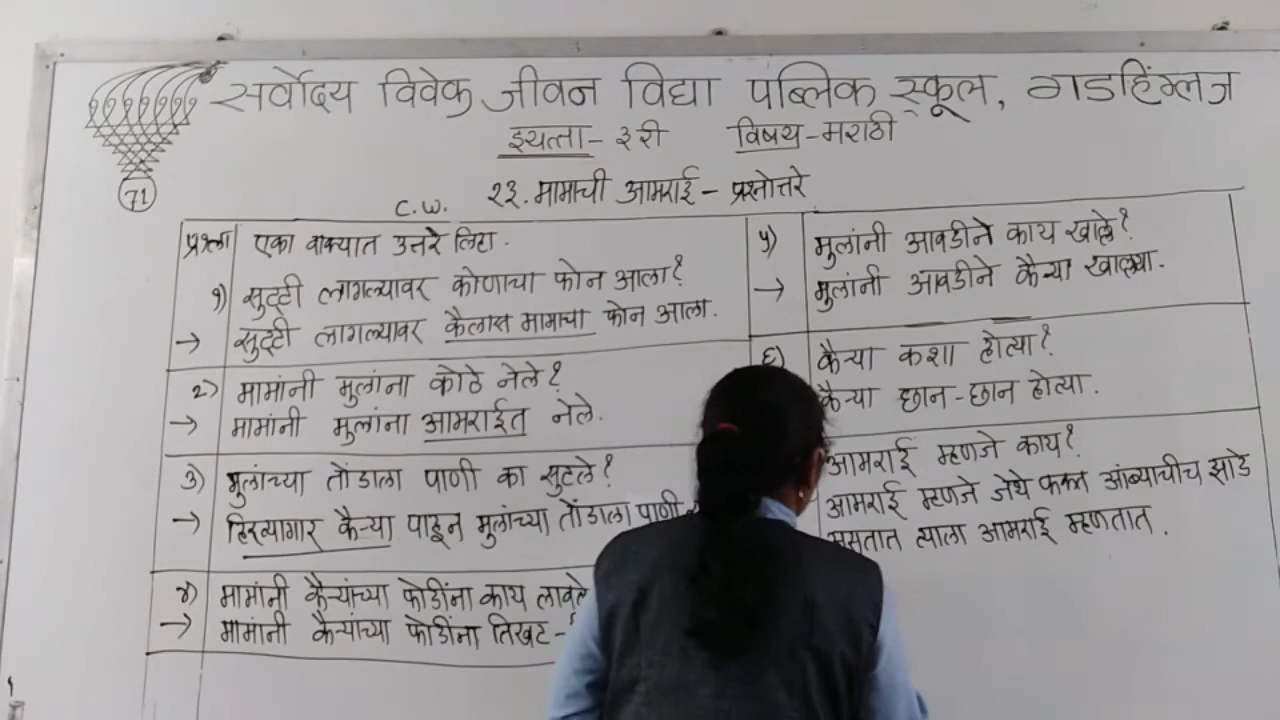 सर्वोदय विवेक जीवन विद्या पब्लिक स्कूल, गडहिंग्लज
इयत्ता - ३री विषय - मराठी
71
C.W. २३. मामाची आमराई - प्रश्नोत्तरे
प्रश्न१ एका वाक्यात उत्तरे लिहा.
१) सुट्टी लागल्यावर कोणाचा फोन आला?
→ सुट्टी लागल्यावर कैलास मामाचा फोन आला.
२) मामांनी मुलांना कोठे नेले?
→ मामांनी मुलांना आमराईत नेले.
३) मुलांच्या तोंडाला पाणी का सुटले?
→ हिरव्यागार कैऱ्या पाहून मुलांच्या तोंडाला पाणी
४) मामांनी कैऱ्यांच्या फोडींना काय लावले
→ मामांनी कैऱ्यांच्या फोडींना तिखट-
५) मुलांनी आवडीने काय खाल्ले?
→ मुलांनी आवडीने कैऱ्या खाल्ल्या.
६) कैऱ्या कशा होत्या?
कैऱ्या छान-छान होत्या.
आमराई म्हणजे काय?
आमराई म्हणजे जेथे फक्त आंब्याचीच झाडे
असतात त्याला आमराई म्हणतात.